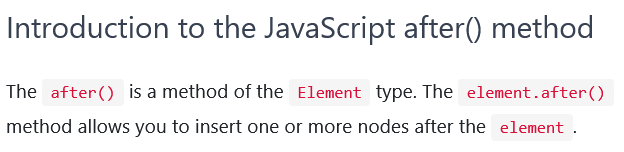 Introduction to the JavaScript after() method
The after() is a method of the Element type. The element.after()
method allows you to insert one or more nodes after the element.